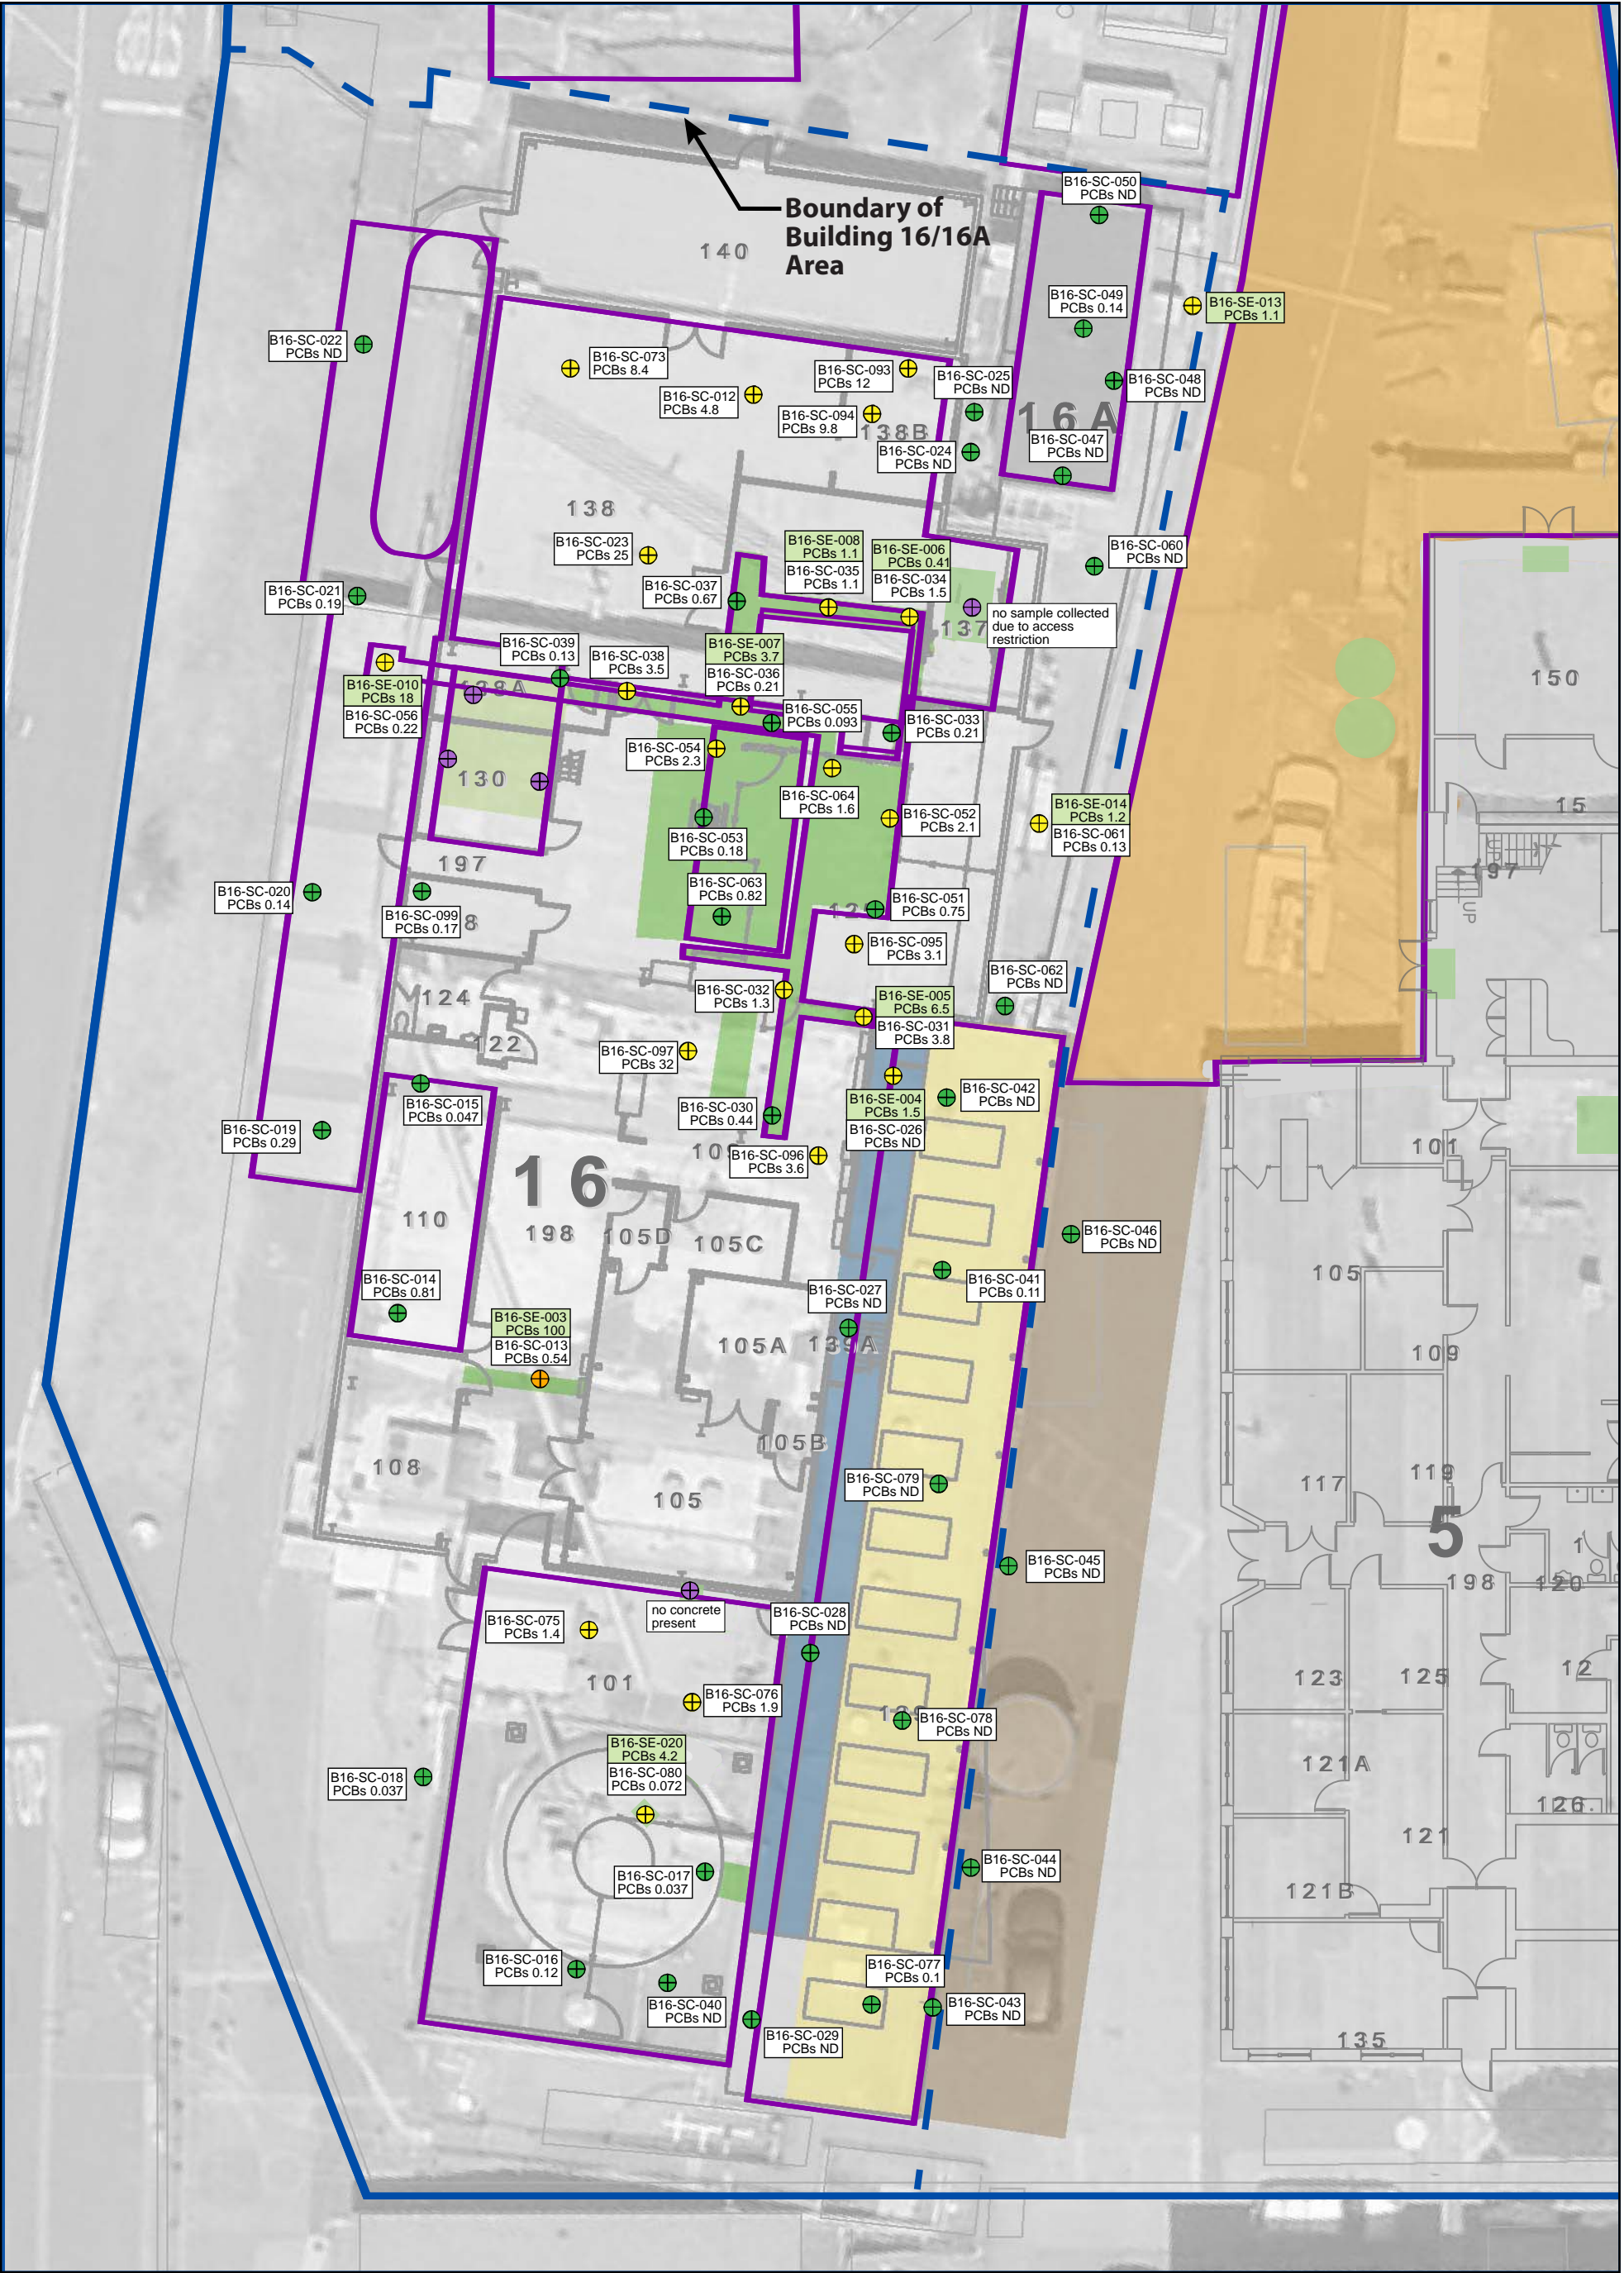 B16-SC-050
PCBs ND
Boundary of
Building 16/16A
Area
140
B16-SC-049
PCBs 0.14
B16-SE-013
PCBs 1.1
B16-SC-022
PCBs ND
B16-SC-073
PCBs 8.4
B16-SC-093
PCBs 12
B16-SC-025
PCBs ND
B16-SC-048
PCBs ND
B16-SC-012
PCBs 4.8
B16-SC-094
PCBs 9.8
16A
138B
B16-SC-047
PCBs ND
B16-SC-024
PCBs ND
138
B16-SC-023
PCBs 25
B16-SE-008
PCBs 1.1
B16-SC-035
PCBs 1.1
B16-SE-006
PCBs 0.41
B16-SC-034
PCBs 1.5
B16-SC-060
PCBs ND
B16-SC-037
PCBs 0.67
B16-SC-021
PCBs 0.19
no sample collected
due to access
restriction
137
B16-SC-039
PCBs 0.13
B16-SC-038
PCBs 3.5
B16-SE-007
PCBs 3.7
B16-SC-036
PCBs 0.21
138A
150
B16-SE-010
PCBs 18
B16-SC-056
PCBs 0.22
B16-SC-055
PCBs 0.093
B16-SC-033
PCBs 0.21
B16-SC-054
PCBs 2.3
130
B16-SC-064
PCBs 1.6
B16-SC-052
PCBs 2.1
B16-SE-014
PCBs 1.2
B16-SC-061
PCBs 0.13
15
B16-SC-053
PCBs 0.18
197
UP
197
UP
B16-SC-063
PCBs 0.82
B16-SC-020
PCBs 0.14
B16-SC-051
PCBs 0.75
B16-SC-099
PCBs 0.17
8
B16-SC-095
PCBs 3.1
B16-SC-062
PCBs ND
124
B16-SC-032
PCBs 1.3
B16-SE-005
PCBs 6.5
B16-SC-031
PCBs 3.8
122
B16-SC-097
PCBs 32
B16-SC-042
PCBs ND
B16-SC-015
PCBs 0.047
B16-SC-030
PCBs 0.44
B16-SE-004
PCBs 1.5
B16-SC-026
PCBs ND
B16-SC-019
PCBs 0.29
B16-SC-096
PCBs 3.6
101
16
110
198
105D
105C
B16-SC-046
PCBs ND
105
B16-SC-014
PCBs 0.81
B16-SC-027
PCBs ND
B16-SC-041
PCBs 0.11
B16-SE-003
PCBs 100
B16-SC-013
PCBs 0.54
105A
139A
109
105B
108
B16-SC-079
PCBs ND
117
119
105
5
B16-SC-045
PCBs ND
198
120
no concrete
present
B16-SC-028
PCBs ND
B16-SC-075
PCBs 1.4
101
B16-SC-076
PCBs 1.9
123
125
12
B16-SC-078
PCBs ND
B16-SE-020
PCBs 4.2
B16-SC-080
PCBs 0.072
121A
B16-SC-018
PCBs 0.037
126
121
B16-SC-017
PCBs 0.037
B16-SC-044
PCBs ND
121B
B16-SC-016
PCBs 0.12
B16-SC-077
PCBs 0.1
B16-SC-040
PCBs ND
B16-SC-043
PCBs ND
B16-SC-029
PCBs ND
135